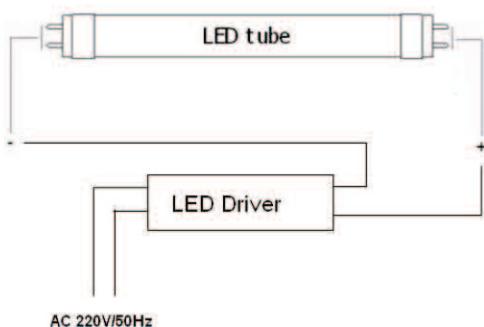 LED tube
- +
LED Driver
AC 220V/50Hz